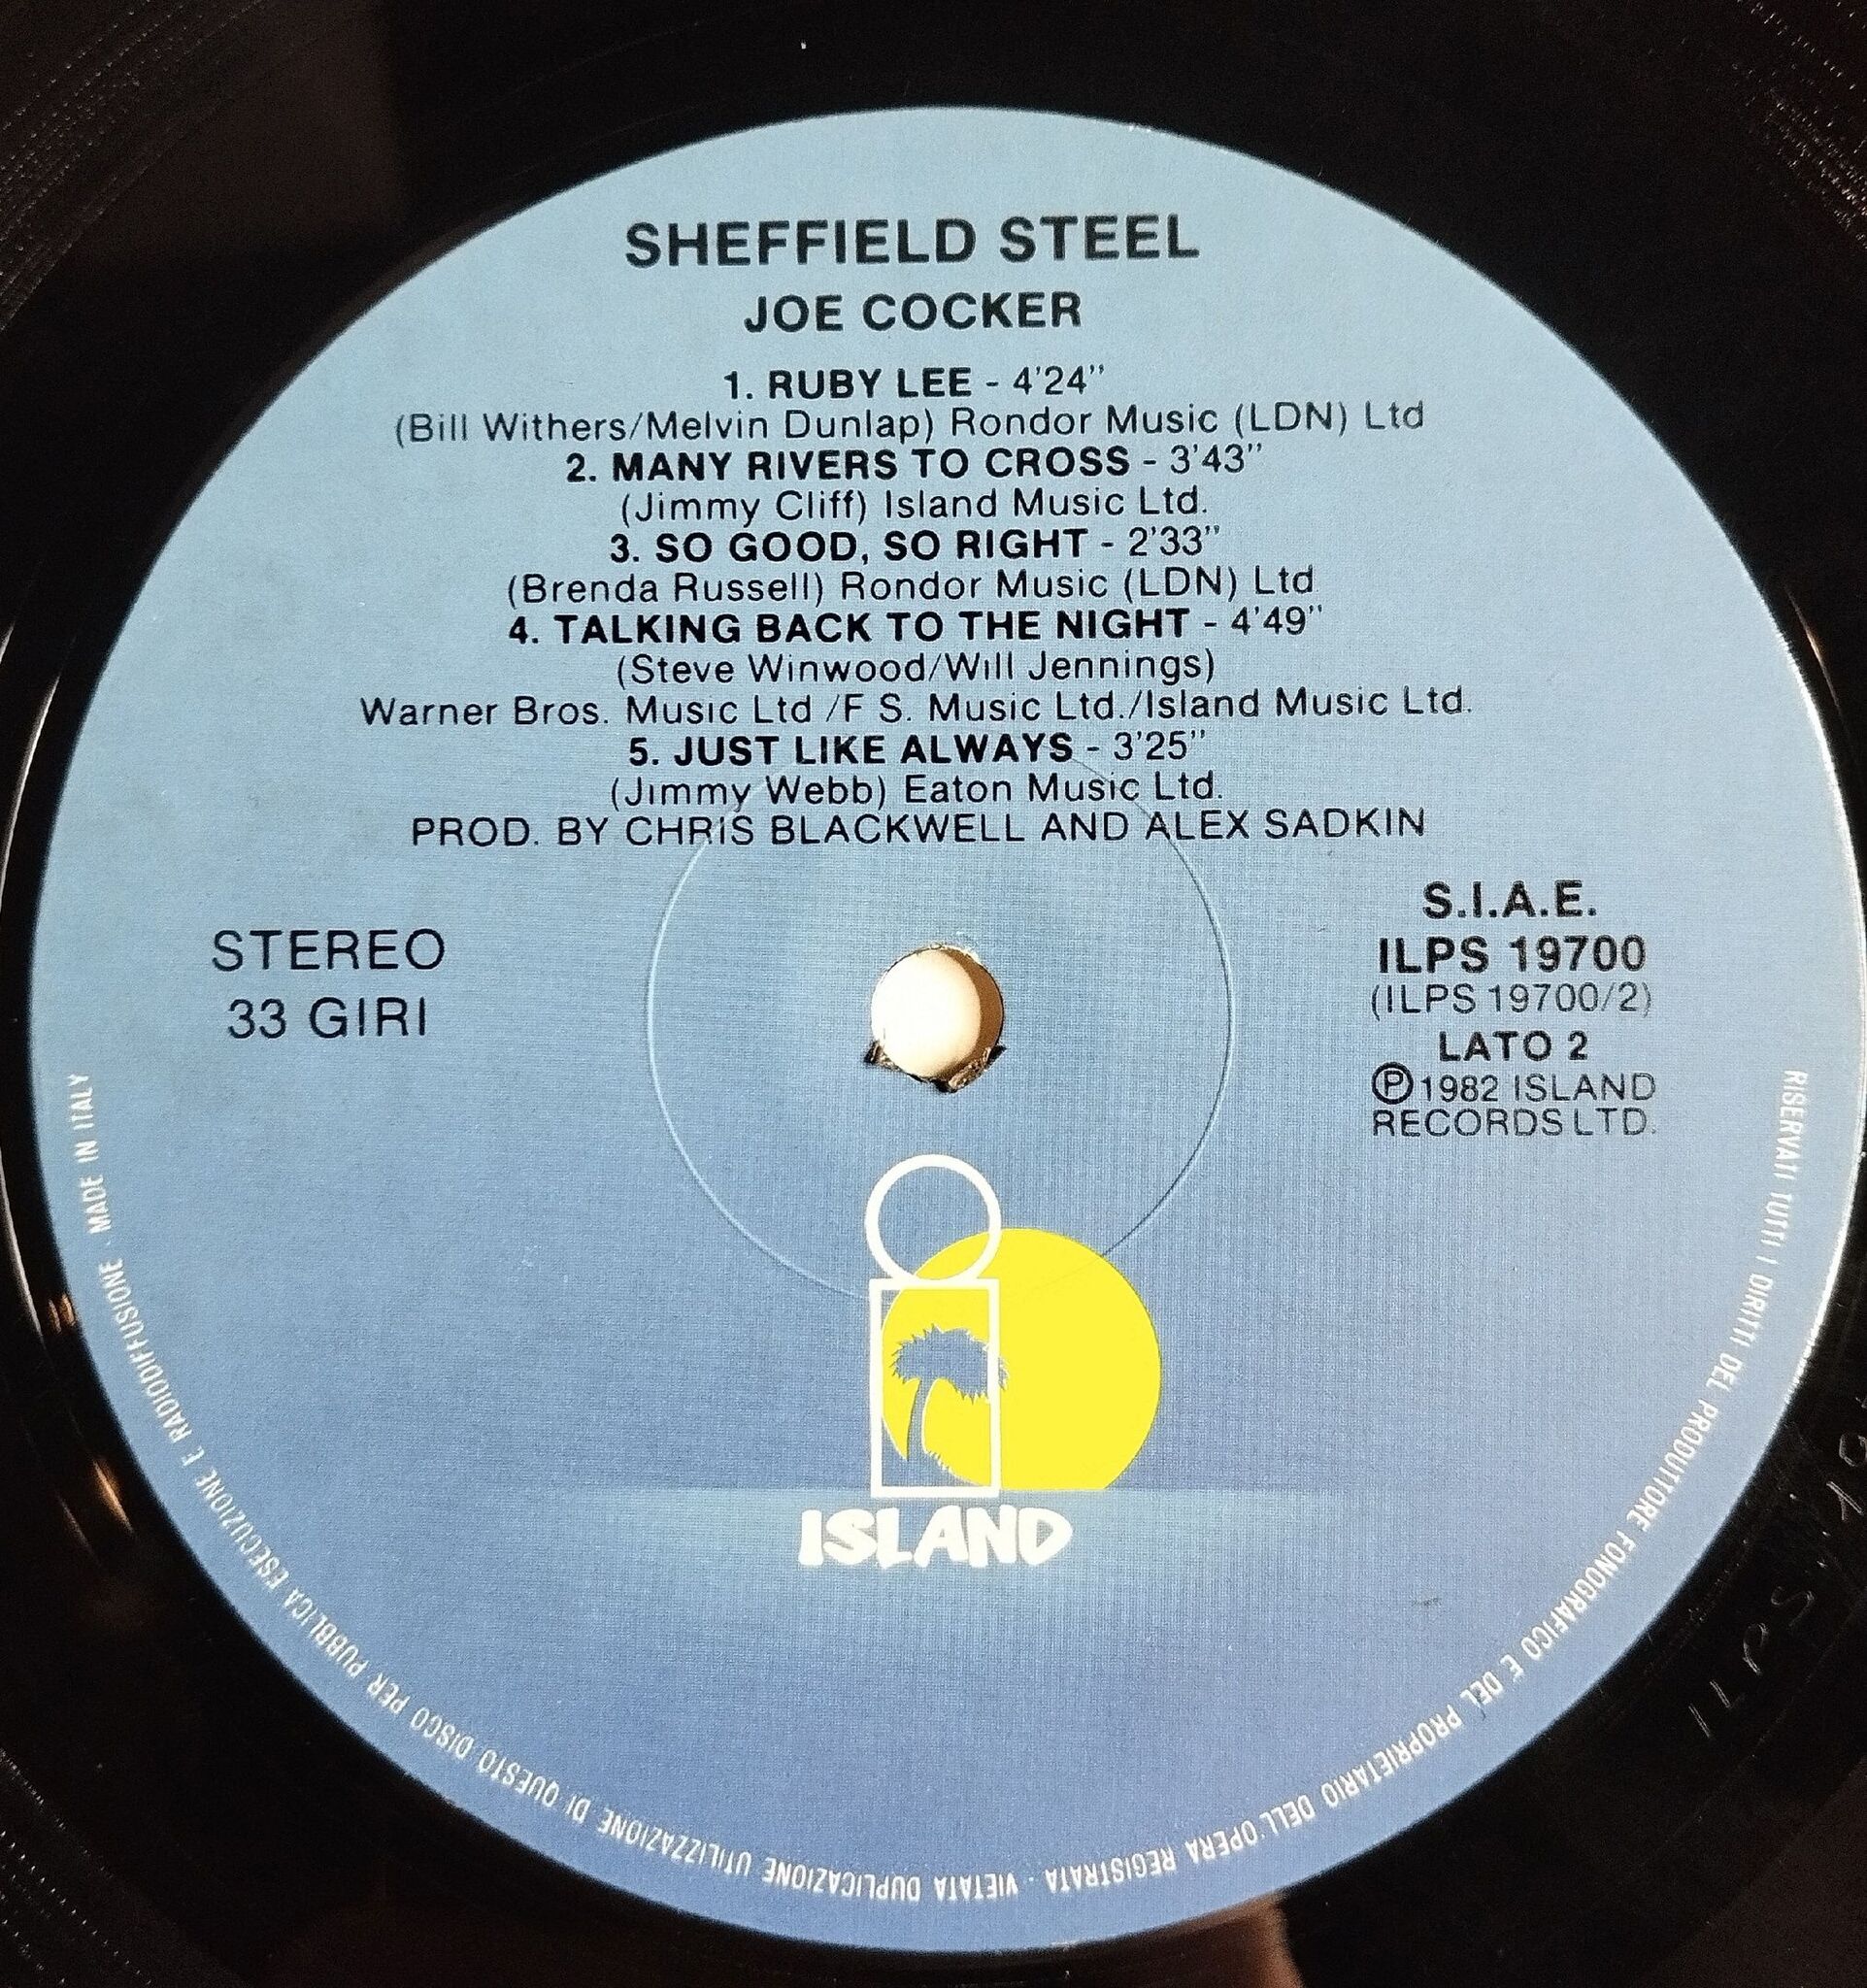 SHEFFIELD STEEL
JOE COCKER
1. RUBY LEE - 4'24"
(Bill Withers/Melvin Dunlap) Rondor Music (LDN) Ltd
2. MANY RIVERS TO CROSS - 3'43"
(Jimmy Cliff) Island Music Ltd.
3. SO GOOD, SO RIGHT - 2'33"
(Brenda Russell) Rondor Music (LDN) Ltd
4. TALKING BACK TO THE NIGHT - 4'49"
(Steve Winwood/Will Jennings)
Warner Bros. Music Ltd /F S. Music Ltd./Island Music Ltd.
5. JUST LIKE ALWAYS - 3'25"
(Jimmy Webb) Eaton Music Ltd.
PROD. BY CHRIS BLACKWELL AND ALEX SADKIN
STEREO
33 GIRI
S.I.A.E.
ILPS 19700
(ILPS 19700/2)
LATO 2
Ⓟ1982 ISLAND
RECORDS LTD.
ISLAND
RISERVATI TUTTI I DIRITTI DEL PRODUTTORE FONOGRAFICO E DEL PROPRIETARIO DELL'OPERA REGISTRATA · VIETATA DUPLICAZIONE UTILIZZAZIONE DI QUESTO DISCO PER PUBBLICA ESECUZIONE E RADIODIFFUSIONE · MADE IN ITALY
ILPS